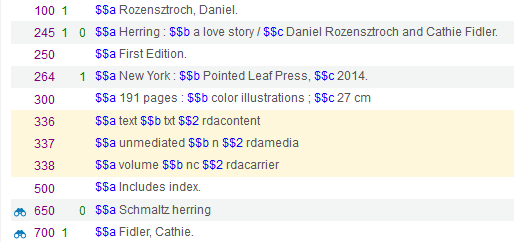 100 1 $$a Rozensztroch, Daniel.
245 1 0 $$a Herring : $$b a love story / $$c Daniel Rozensztroch and Cathie Fidler.
250 $$a First Edition.
264 1 $$a New York : $$b Pointed Leaf Press, $$c 2014.
300 $$a 191 pages : $$b color illustrations ; $$c 27 cm
336 $$a text $$b txt $$2 rdacontent
337 $$a unmediated $$b n $$2 rdamedia
338 $$a volume $$b nc $$2 rdacarrier
500 $$a Includes index.
650 0 $$a Schmaltz herring
700 1 $$a Fidler, Cathie.